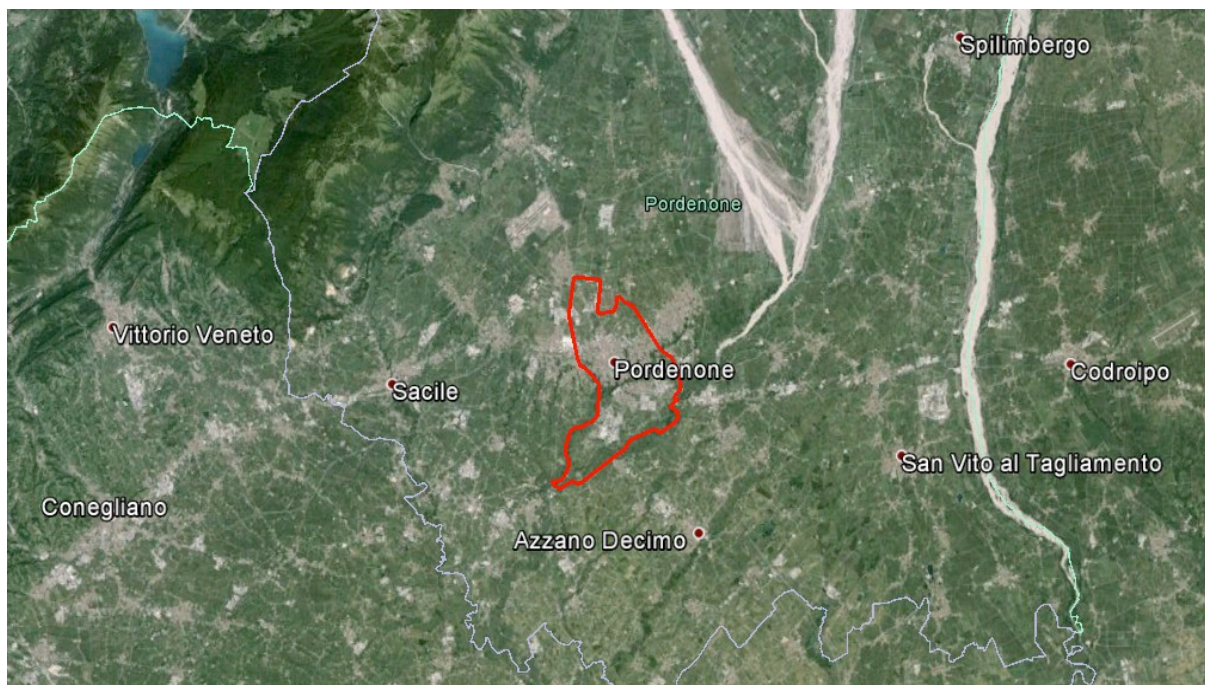 Spilimbergo
Pordenone
Vittorio Veneto
Pordenone
Codroipo
Sacile
San Vito al Tagliamento
Conegliano
Azzano Decimo